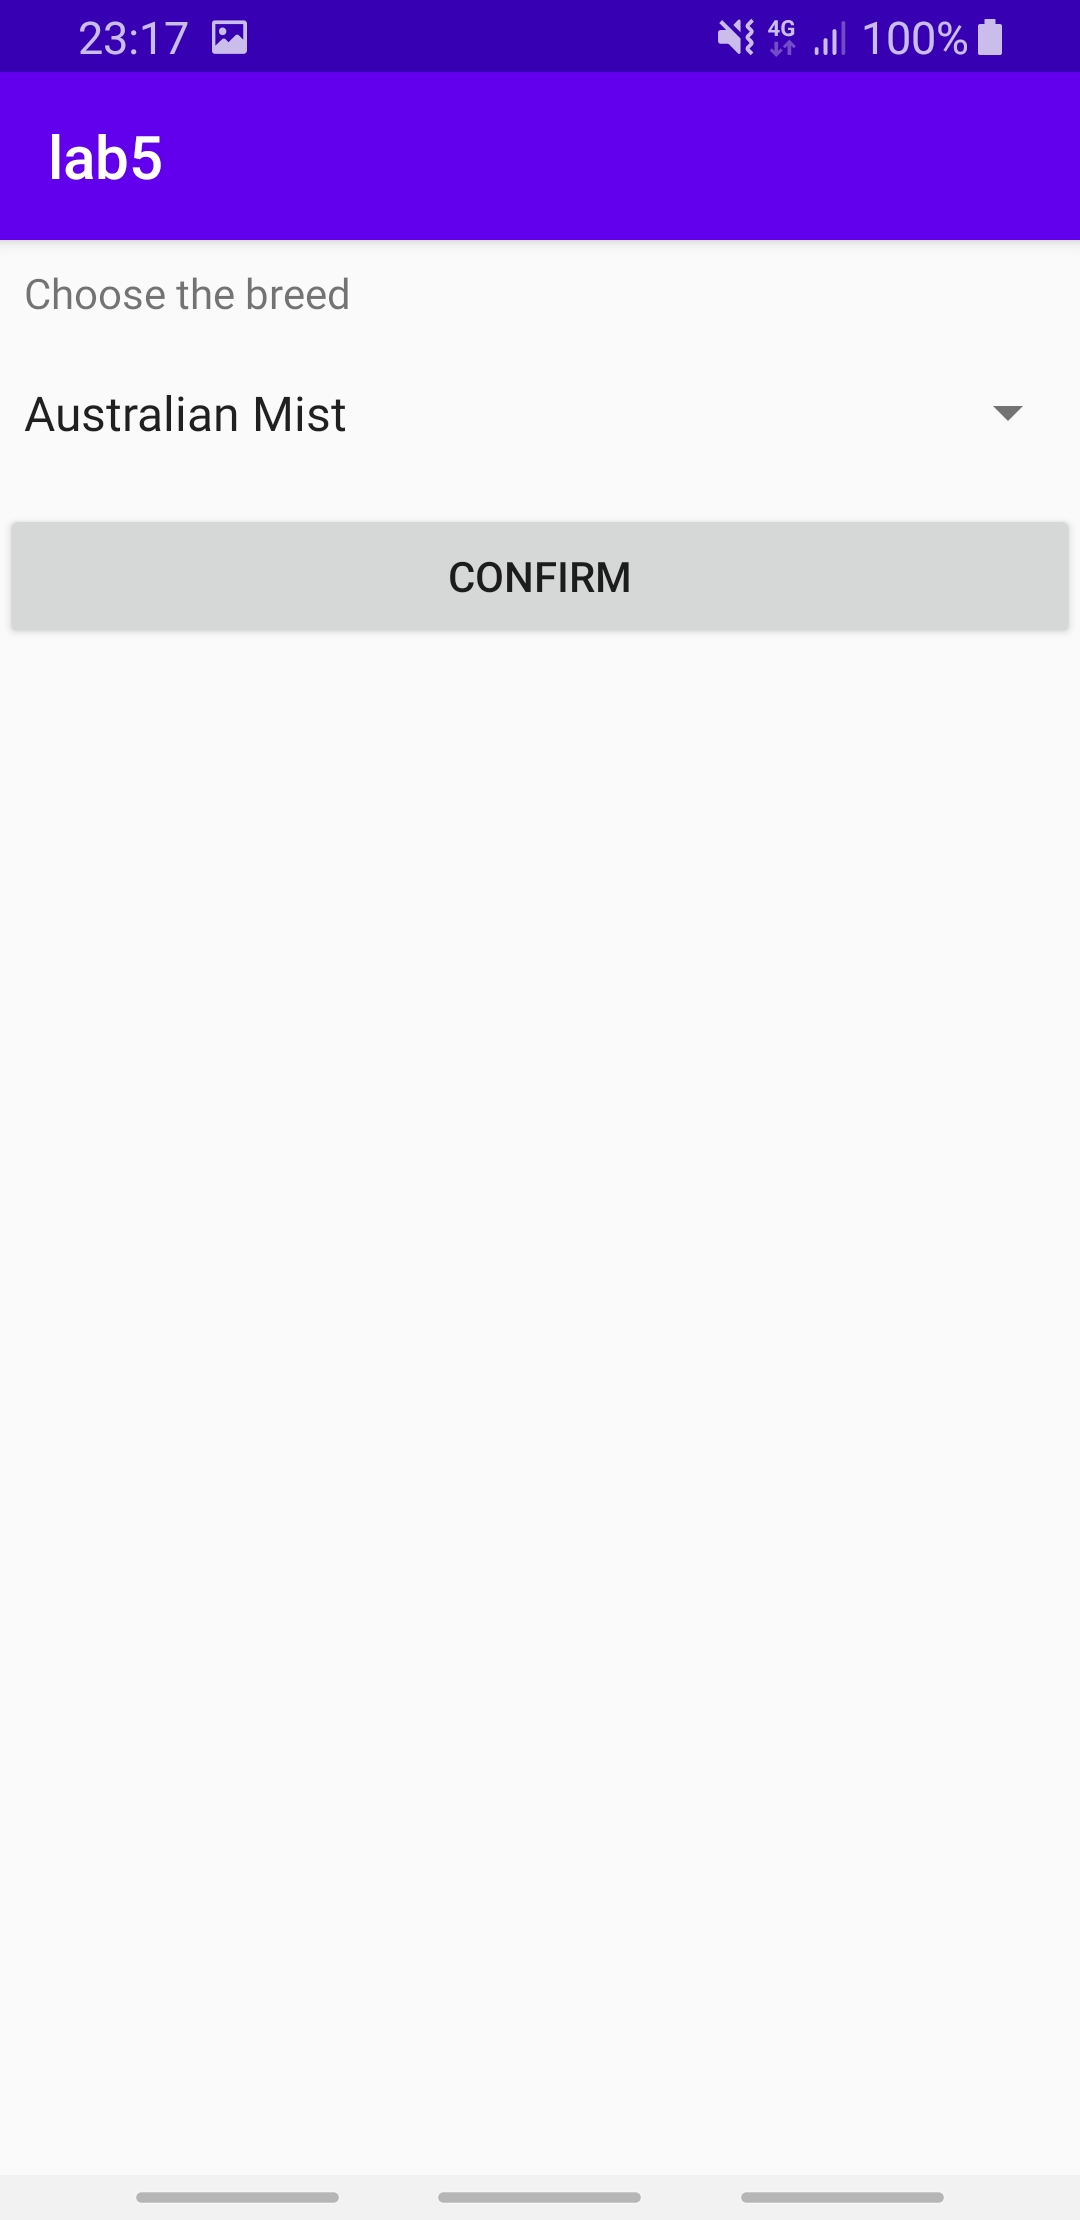 23:17 4G 100%
lab5
Choose the breed
Australian Mist
CONFIRM